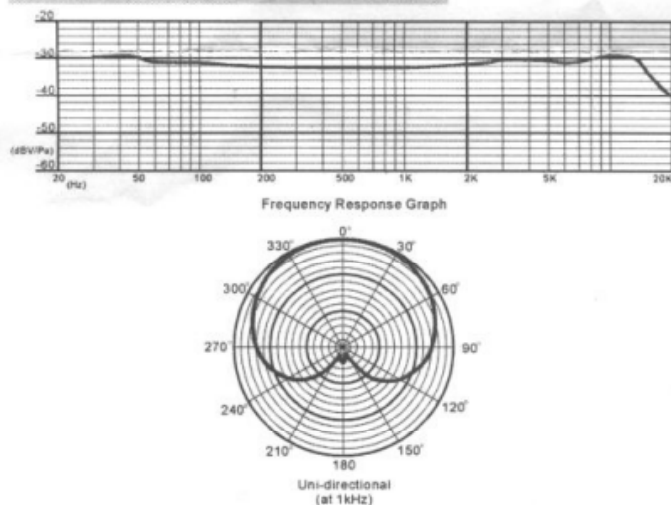 -20
-30
-40
-50
(dBV/Pa)
-60
20 50 100 200 500 1K 2K 5K 20K
(Hz)
Frequency Response Graph
0°
330° 30°
300° 60°
270° 90°
240° 120°
210° 150°
180
Uni-directional
(at 1kHz)